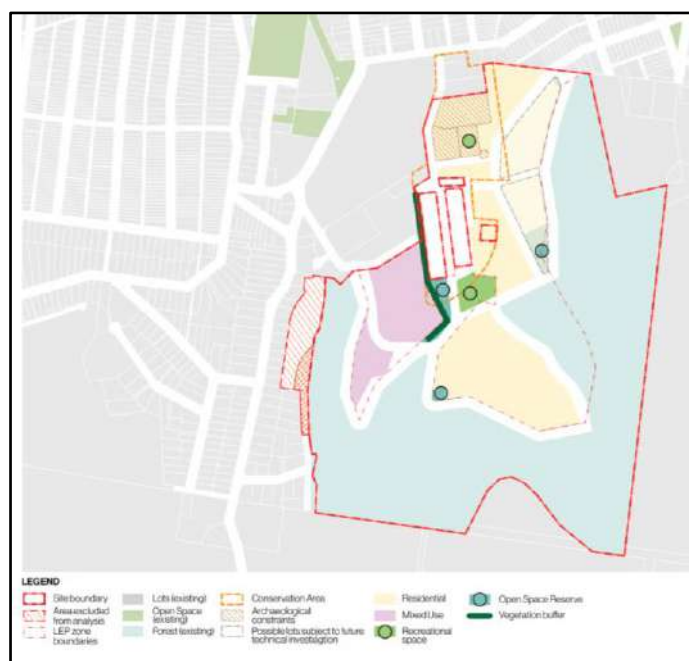 LEGEND
Site boundary
Area excluded
from analysis
LEP zone
boundaries
Lots (existing)
Open Space
(existing)
Forest (existing)
Conservation Area
Archaeological
constraints
Possible lots subject to future
technical investigation
Residential
Mixed Use
Recreational
space
Open Space Reserve
Vegetation buffer